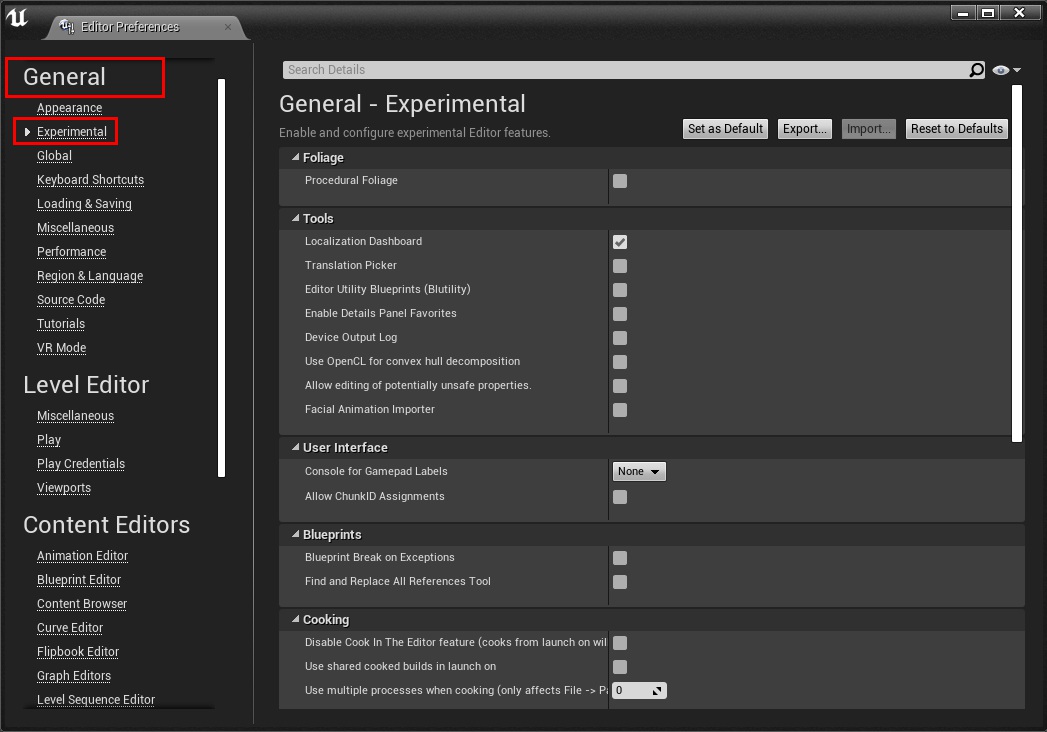 Editor Preferences
General
Appearance
Experimental
Global
Keyboard Shortcuts
Loading & Saving
Miscellaneous
Performance
Region & Language
Source Code
Tutorials
VR Mode
Level Editor
Miscellaneous
Play
Play Credentials
Viewports
Content Editors
Animation Editor
Blueprint Editor
Content Browser
Curve Editor
Flipbook Editor
Graph Editors
Level Sequence Editor
Search Details
General - Experimental
Enable and configure experimental Editor features.
Set as Default Export... Import... Reset to Defaults
Foliage
Procedural Foliage
Tools
Localization Dashboard
Translation Picker
Editor Utility Blueprints (Blutility)
Enable Details Panel Favorites
Device Output Log
Use OpenCL for convex hull decomposition
Allow editing of potentially unsafe properties.
Facial Animation Importer
User Interface
Console for Gamepad Labels None
Allow ChunkID Assignments
Blueprints
Blueprint Break on Exceptions
Find and Replace All References Tool
Cooking
Disable Cook In The Editor feature (cooks from launch on wil
Use shared cooked builds in launch on
Use multiple processes when cooking (only affects File -> Pa 0